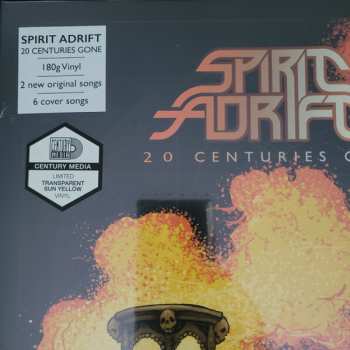 SPIRIT ADRIFT
20 CENTURIES GONE
180g Vinyl
2 new original songs
6 cover songs
CENTURY MEDIA
LIMITED
TRANSPARENT
SUN YELLOW
VINYL
SPIRIT
ADRIFT
20 CENTURIES G